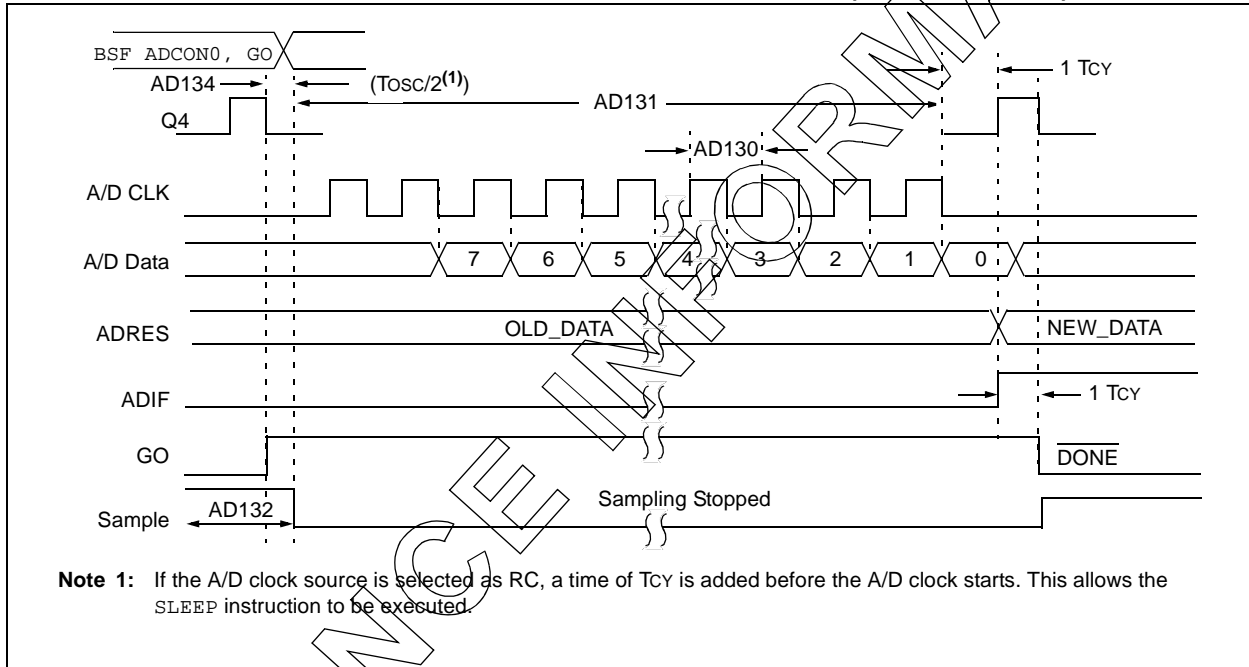 BSF ADCON0, GO
AD134
(TOSC/2(1))
AD131
1 TCY
Q4
AD130
A/D CLK
A/D Data
7 6 5 4 3 2 1 0
ADRES
OLD_DATA
NEW_DATA
ADIF
1 TCY
GO
DONE
Sample
AD132
Sampling Stopped
Note 1: If the A/D clock source is selected as RC, a time of TCY is added before the A/D clock starts. This allows the
SLEEP instruction to be executed.
NCE INFORMA